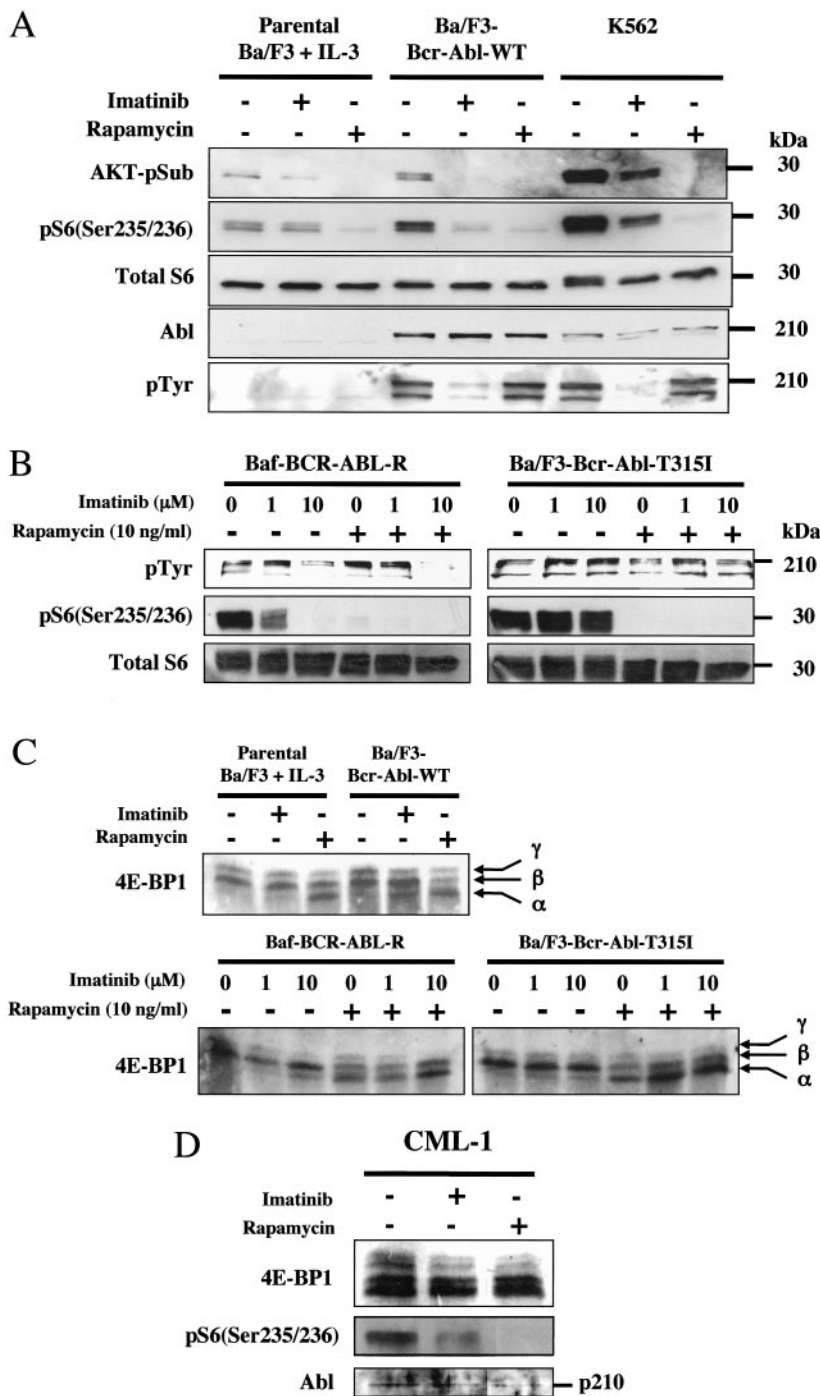 A
Parental Ba/F3- K562
Ba/F3 + IL-3 Bcr-Abl-WT
Imatinib - + - - + - - + -
Rapamycin - - + - - + - - + kDa
AKT-pSub 30
pS6(Ser235/236) 30
Total S6 30
Abl 210
pTyr 210
B
Baf-BCR-ABL-R Ba/F3-Bcr-Abl-T315I
Imatinib (μM) 0 1 10 0 1 10 0 1 10 0 1 10
Rapamycin (10 ng/ml) - - - + + + - - - + + + kDa
pTyr 210
pS6(Ser235/236) 30
Total S6 30
C
Parental Ba/F3-
Ba/F3 + IL-3 Bcr-Abl-WT
Imatinib - + - - + -
Rapamycin - - + - - +
γ
4E-BP1 β
α
Baf-BCR-ABL-R Ba/F3-Bcr-Abl-T315I
Imatinib (μM) 0 1 10 0 1 10 0 1 10 0 1 10
Rapamycin (10 ng/ml) - - - + + + - - - + + +
γ
4E-BP1 β
α
D
CML-1
Imatinib - + -
Rapamycin - - +
4E-BP1
pS6(Ser235/236)
Abl p210